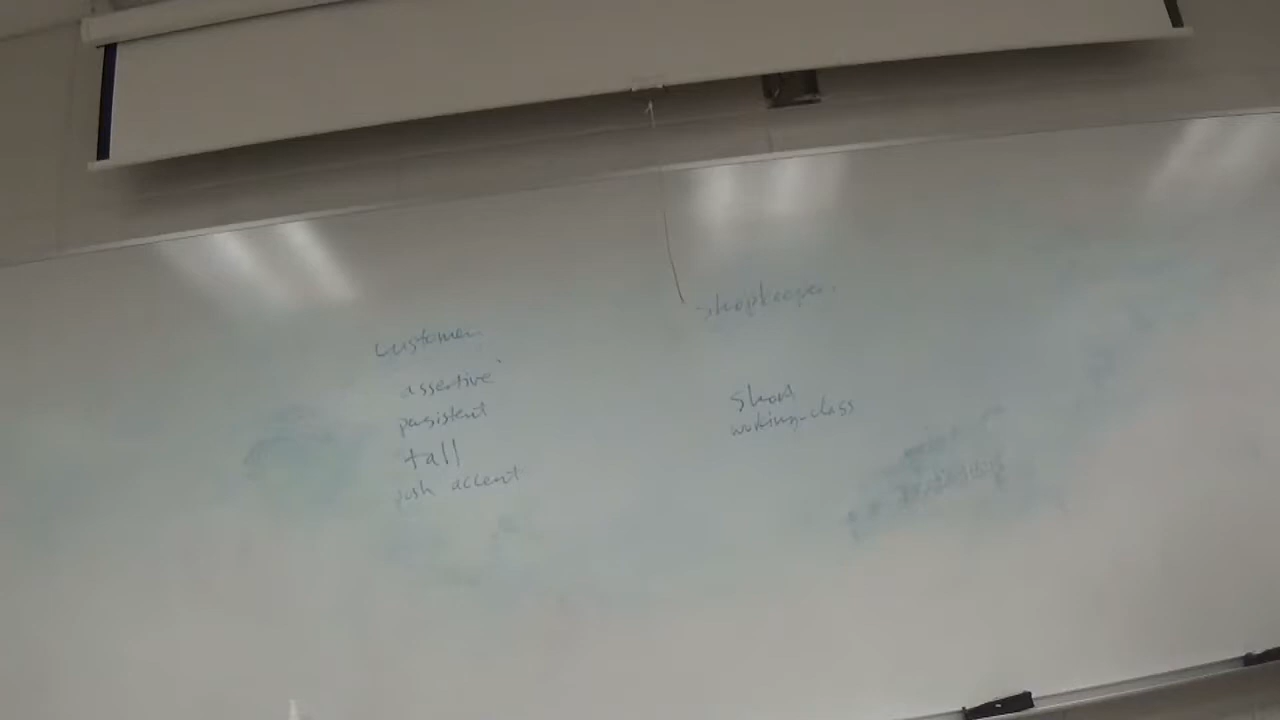 customer
assertive
persistent
tall
posh accent
shopkeeper
short
working-class